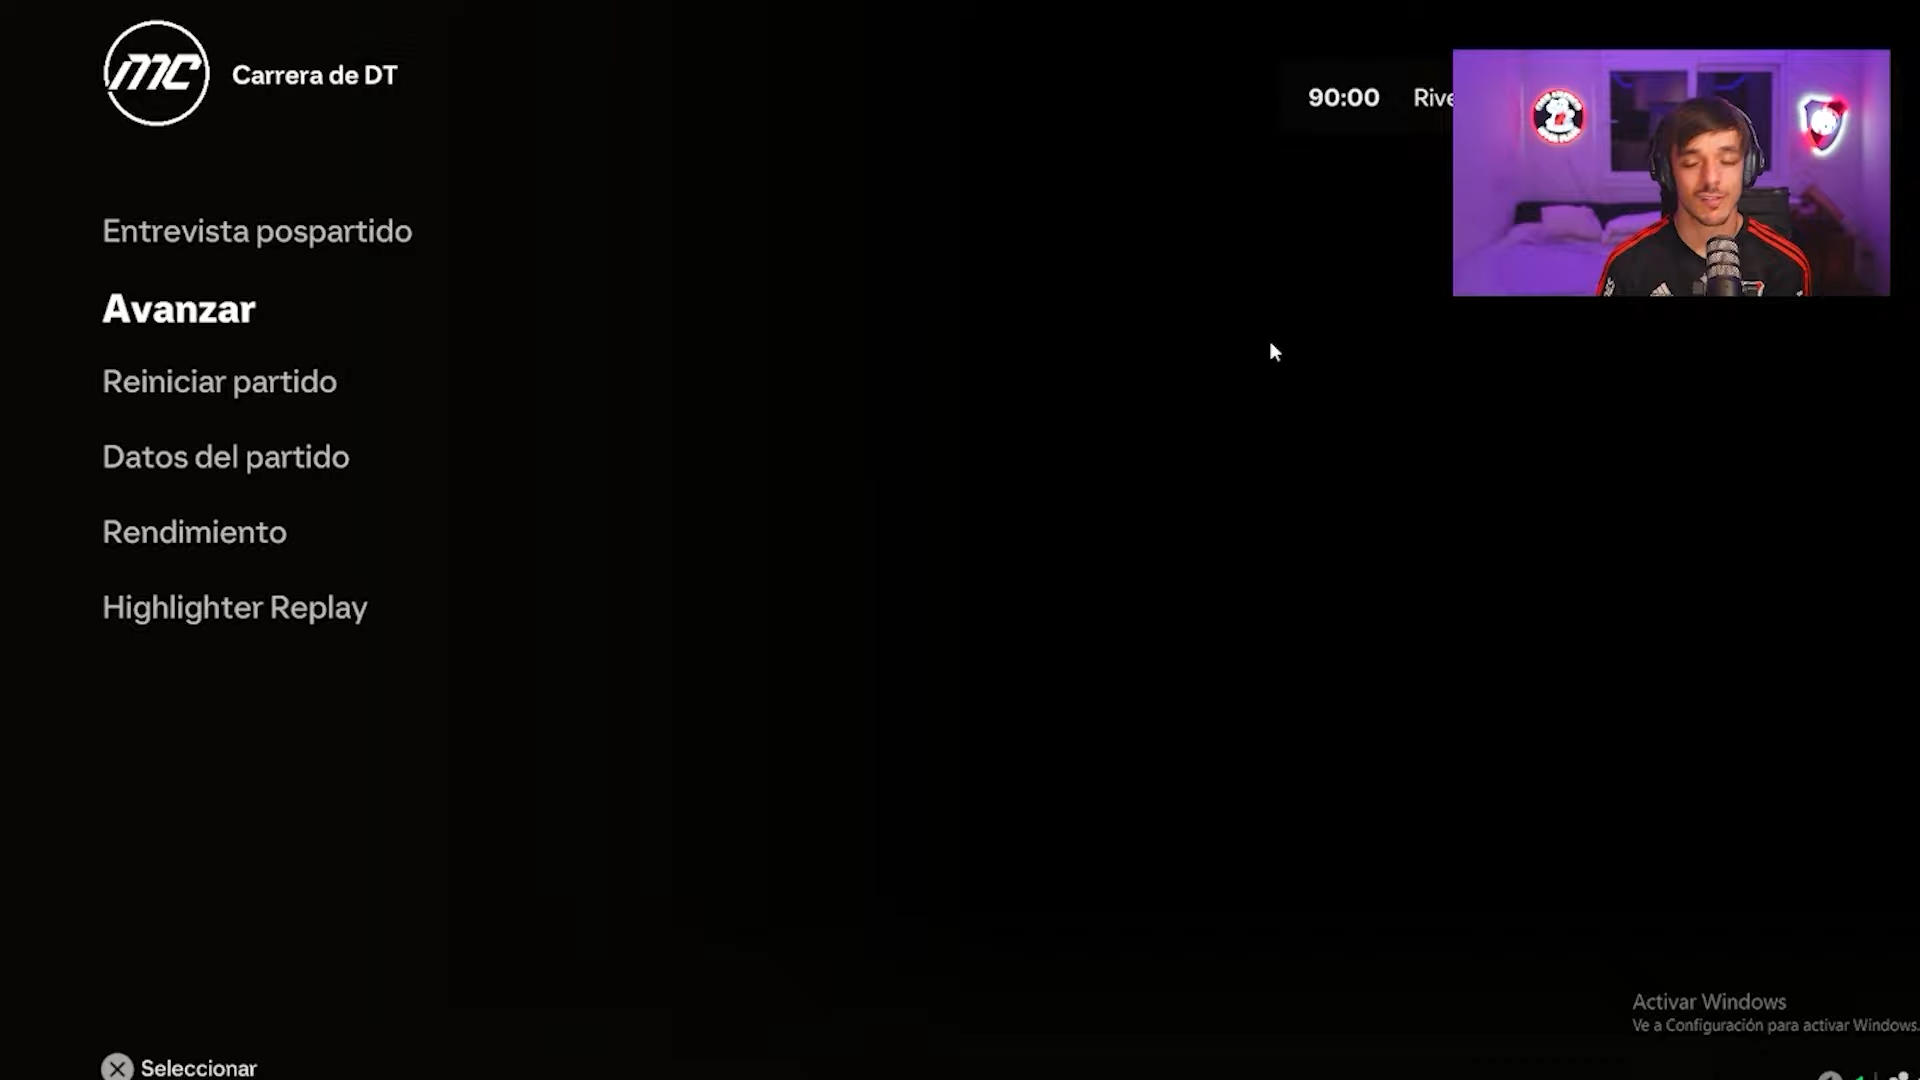 MC
Carrera de DT
90:00 Rive
Entrevista pospartido
Avanzar
Reiniciar partido
Datos del partido
Rendimiento
Highlighter Replay
Activar Windows
Ve a Configuración para activar Windows.
Seleccionar